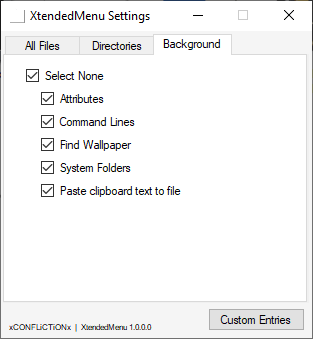 XtendedMenu Settings
All Files Directories Background
Select None
Attributes
Command Lines
Find Wallpaper
System Folders
Paste clipboard text to file
xCONFLiCTiONx | XtendedMenu 1.0.0.0
Custom Entries